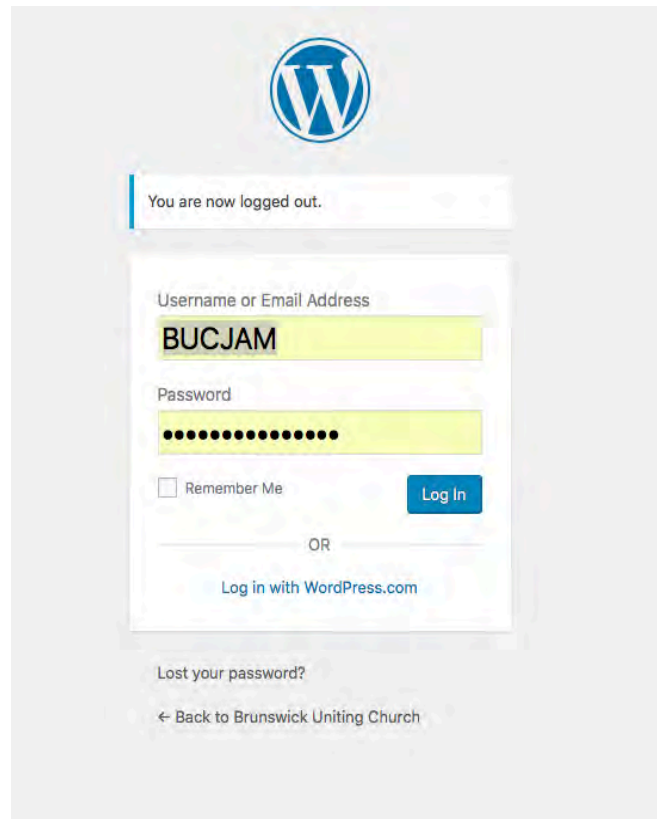 You are now logged out.
Username or Email Address
BUCJAM
Password
•••••••••••••••
Remember Me
Log In
OR
Log in with WordPress.com
Lost your password?
← Back to Brunswick Uniting Church